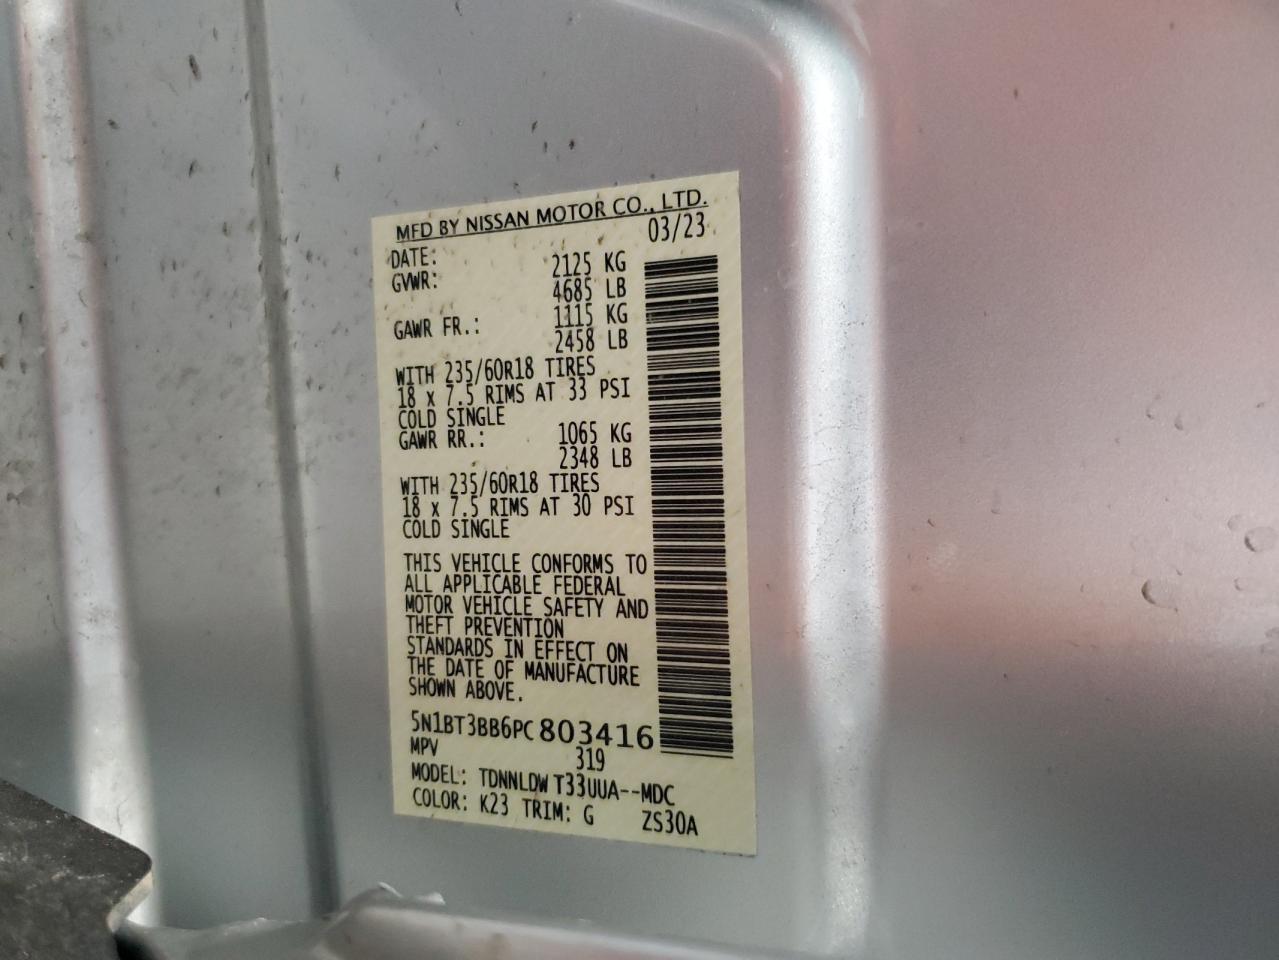 MFD BY NISSAN MOTOR CO., LTD.
DATE: 03/23
GVWR: 2125 KG
4685 LB
GAWR FR.: 1115 KG
2458 LB
WITH 235/60R18 TIRES
18 x 7.5 RIMS AT 33 PSI
COLD SINGLE
GAWR RR.: 1065 KG
2348 LB
WITH 235/60R18 TIRES
18 x 7.5 RIMS AT 30 PSI
COLD SINGLE
THIS VEHICLE CONFORMS TO
ALL APPLICABLE FEDERAL
MOTOR VEHICLE SAFETY AND
THEFT PREVENTION
STANDARDS IN EFFECT ON
THE DATE OF MANUFACTURE
SHOWN ABOVE.
5N1BT3BB6PC803416
MPV 319
MODEL: TDNNLDW T33UUA--MDC
COLOR: K23 TRIM: G ZS30A